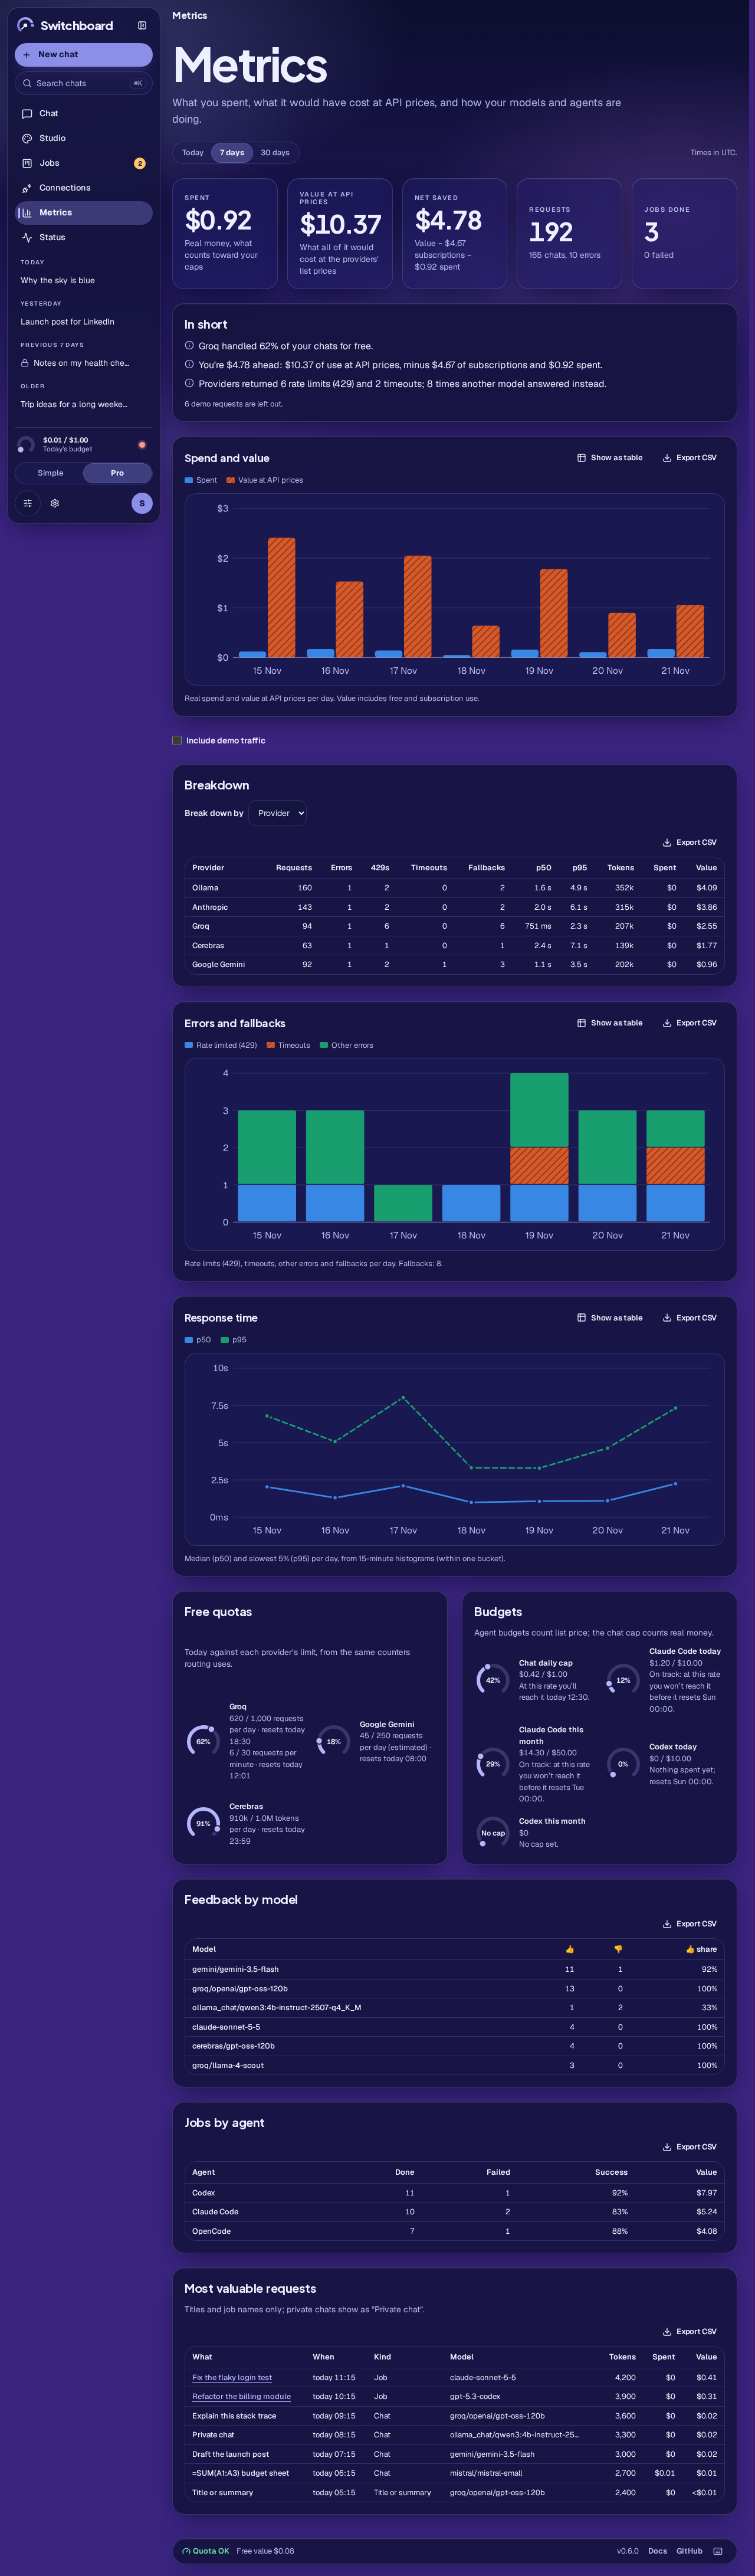 Switchboard
New chat
Search chats ⌘K
Chat
Studio
Jobs 2
Connections
Metrics
Status
TODAY
Why the sky is blue
YESTERDAY
Launch post for LinkedIn
PREVIOUS 7 DAYS
Notes on my health che...
OLDER
Trip ideas for a long weeke...
$0.01 / $1.00
Today's budget
Simple Pro
S
Metrics
Metrics
What you spent, what it would have cost at API prices, and how your models and agents are
doing.
Today 7 days 30 days Times in UTC.
SPENT
$0.92
Real money, what
counts toward your
caps
VALUE AT API
PRICES
$10.37
What all of it would
cost at the providers'
list prices
NET SAVED
$4.78
Value − $4.67
subscriptions −
$0.92 spent
REQUESTS
192
165 chats, 10 errors
JOBS DONE
3
0 failed
In short
Groq handled 62% of your chats for free.
You're $4.78 ahead: $10.37 of use at API prices, minus $4.67 of subscriptions and $0.92 spent.
Providers returned 6 rate limits (429) and 2 timeouts; 8 times another model answered instead.
6 demo requests are left out.
Spend and value Show as table Export CSV
Spent Value at API prices
$3
$2
$1
$0
15 Nov 16 Nov 17 Nov 18 Nov 19 Nov 20 Nov 21 Nov
Real spend and value at API prices per day. Value includes free and subscription use.
Include demo traffic
Breakdown
Break down by Provider
Export CSV
Provider Requests Errors 429s Timeouts Fallbacks p50 p95 Tokens Spent Value
Ollama 160 1 2 0 2 1.6 s 4.9 s 352k $0 $4.09
Anthropic 143 1 2 0 2 2.0 s 6.1 s 315k $0 $3.86
Groq 94 1 6 0 6 751 ms 2.3 s 207k $0 $2.55
Cerebras 63 1 1 0 1 2.4 s 7.1 s 139k $0 $1.77
Google Gemini 92 1 2 1 3 1.1 s 3.5 s 202k $0 $0.96
Errors and fallbacks Show as table Export CSV
Rate limited (429) Timeouts Other errors
4
3
2
1
0
15 Nov 16 Nov 17 Nov 18 Nov 19 Nov 20 Nov 21 Nov
Rate limits (429), timeouts, other errors and fallbacks per day. Fallbacks: 8.
Response time Show as table Export CSV
p50 p95
10s
7.5s
5s
2.5s
0ms
15 Nov 16 Nov 17 Nov 18 Nov 19 Nov 20 Nov 21 Nov
Median (p50) and slowest 5% (p95) per day, from 15-minute histograms (within one bucket).
Free quotas
Today against each provider's limit, from the same counters
routing uses.
62%
Groq
620 / 1,000 requests
per day · resets today
18:30
6 / 30 requests per
minute · resets today
12:01
18%
Google Gemini
45 / 250 requests
per day (estimated) ·
resets today 08:00
91%
Cerebras
910k / 1.0M tokens
per day · resets today
23:59
Budgets
Agent budgets count list price; the chat cap counts real money.
42%
Chat daily cap
$0.42 / $1.00
At this rate you'll
reach it today 12:30.
12%
Claude Code today
$1.20 / $10.00
On track: at this rate
you won't reach it
before it resets Sun
00:00.
29%
Claude Code this
month
$14.30 / $50.00
On track: at this rate
you won't reach it
before it resets Tue
00:00.
0%
Codex today
$0 / $10.00
Nothing spent yet;
resets Sun 00:00.
No cap
Codex this month
$0
No cap set.
Feedback by model
Export CSV
Model 👍 👎 👍 share
gemini/gemini-3.5-flash 11 1 92%
groq/openai/gpt-oss-120b 13 0 100%
ollama_chat/qwen3:4b-instruct-2507-q4_K_M 1 2 33%
claude-sonnet-5-5 4 0 100%
cerebras/gpt-oss-120b 4 0 100%
groq/llama-4-scout 3 0 100%
Jobs by agent
Export CSV
Agent Done Failed Success Value
Codex 11 1 92% $7.97
Claude Code 10 2 83% $5.24
OpenCode 7 1 88% $4.08
Most valuable requests
Titles and job names only; private chats show as "Private chat".
Export CSV
What When Kind Model Tokens Spent Value
Fix the flaky login test today 11:15 Job claude-sonnet-5-5 4,200 $0 $0.41
Refactor the billing module today 10:15 Job gpt-5.3-codex 3,900 $0 $0.31
Explain this stack trace today 09:15 Chat groq/openai/gpt-oss-120b 3,600 $0 $0.02
Private chat today 08:15 Chat ollama_chat/qwen3:4b-instruct-25... 3,300 $0 $0.02
Draft the launch post today 07:15 Chat gemini/gemini-3.5-flash 3,000 $0 $0.02
=SUM(A1:A3) budget sheet today 06:15 Chat mistral/mistral-small 2,700 $0.01 $0.01
Title or summary today 05:15 Title or summary groq/openai/gpt-oss-120b 2,400 $0 <$0.01
Quota OK Free value $0.08 v0.6.0 Docs GitHub